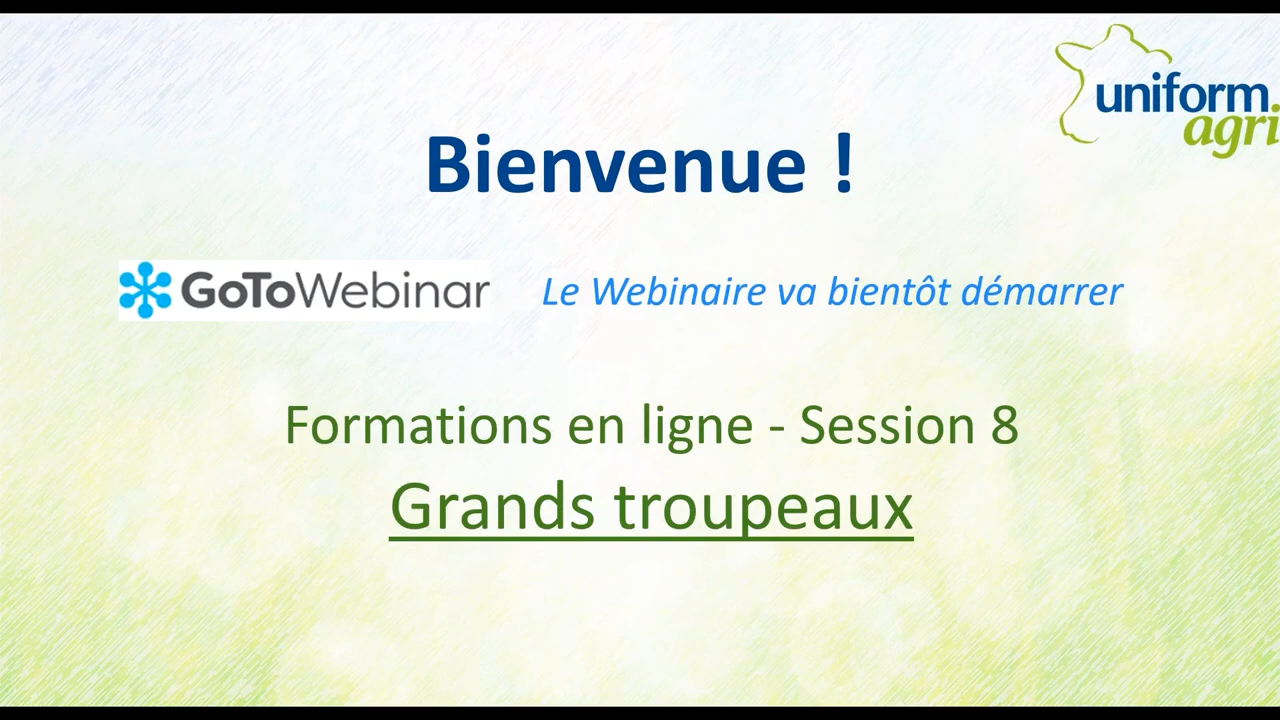 uniform.
agri
Bienvenue !
GoToWebinar
Le Webinaire va bientôt démarrer
Formations en ligne - Session 8
Grands troupeaux